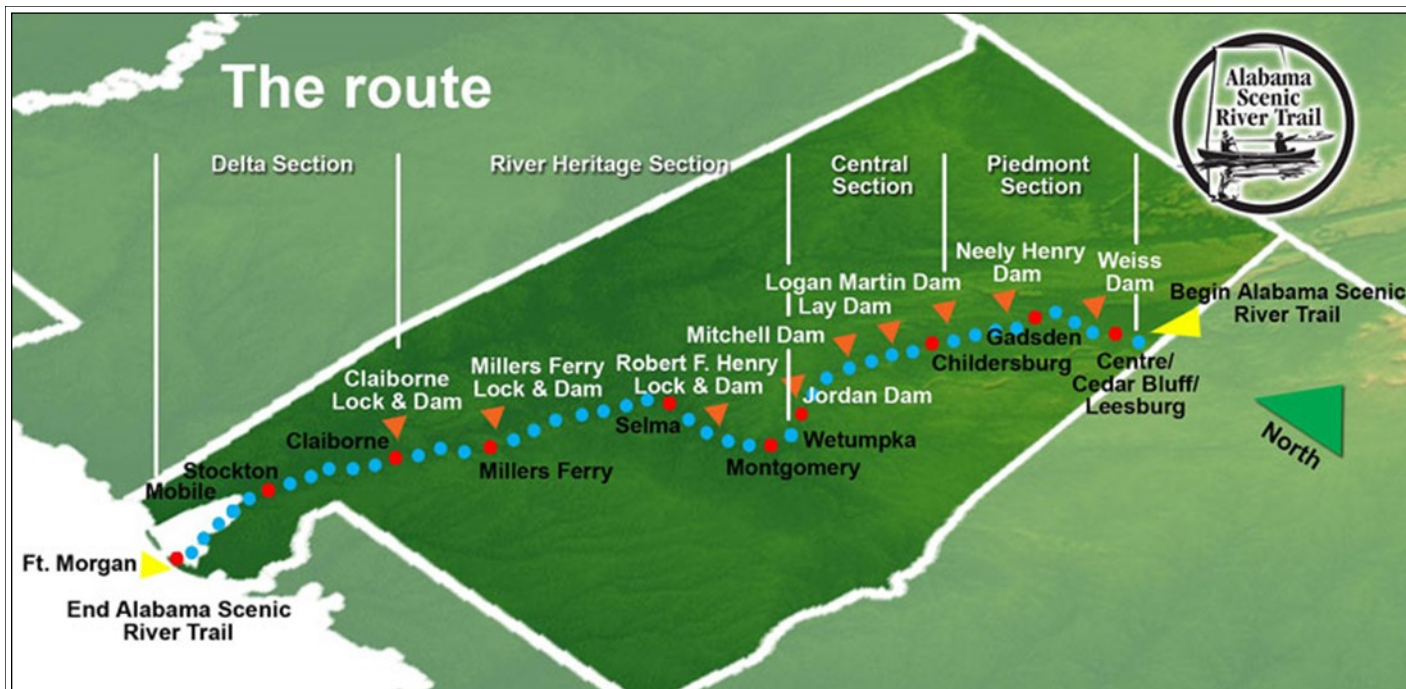 The route
Alabama
Scenic
River Trail
Delta Section
River Heritage Section
Central
Section
Piedmont
Section
Neely Henry
Dam
Weiss
Dam
Logan Martin Dam
Lay Dam
Begin Alabama Scenic
River Trail
Mitchell Dam
Gadsden
Childersburg
Centre/
Cedar Bluff/
Leesburg
Millers Ferry
Lock & Dam
Robert F. Henry
Lock & Dam
Claiborne
Lock & Dam
Jordan Dam
Selma
Claiborne
Wetumpka
North
Montgomery
Millers Ferry
Stockton
Mobile
Ft. Morgan
End Alabama Scenic
River Trail